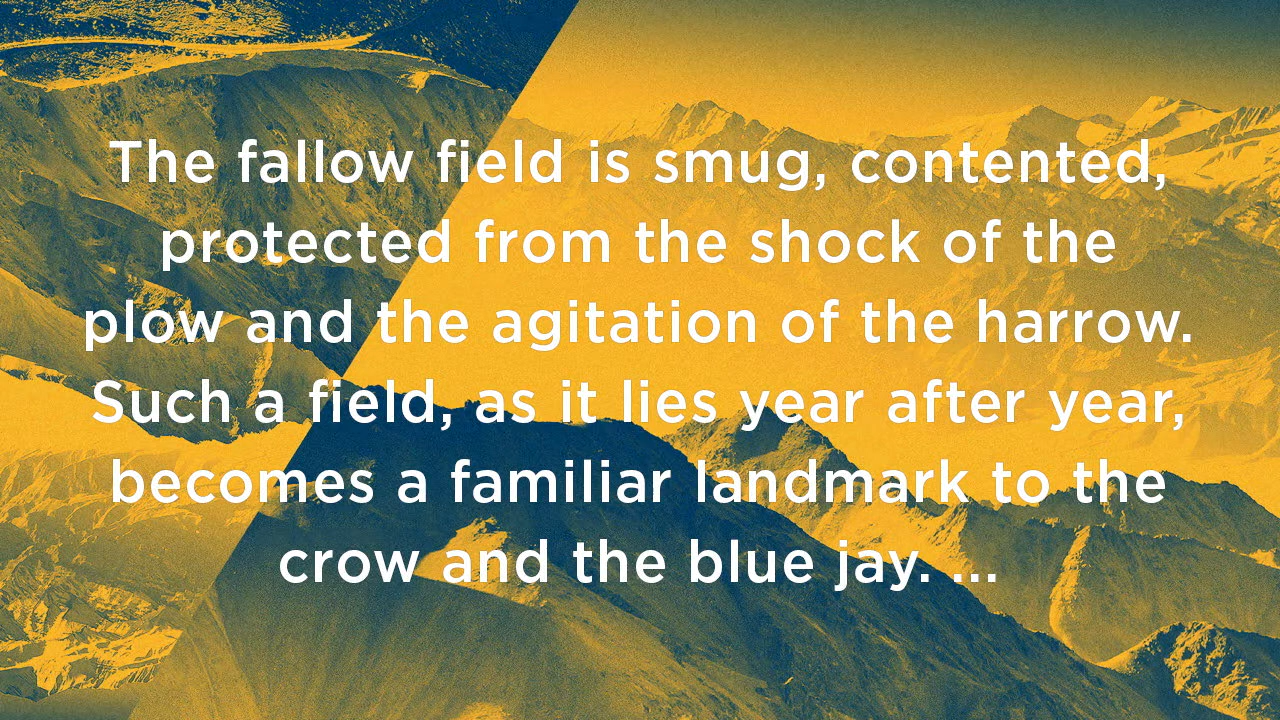 The fallow field is smug, contented,
protected from the shock of the
plow and the agitation of the harrow.
Such a field, as it lies year after year,
becomes a familiar landmark to the
crow and the blue jay. ...